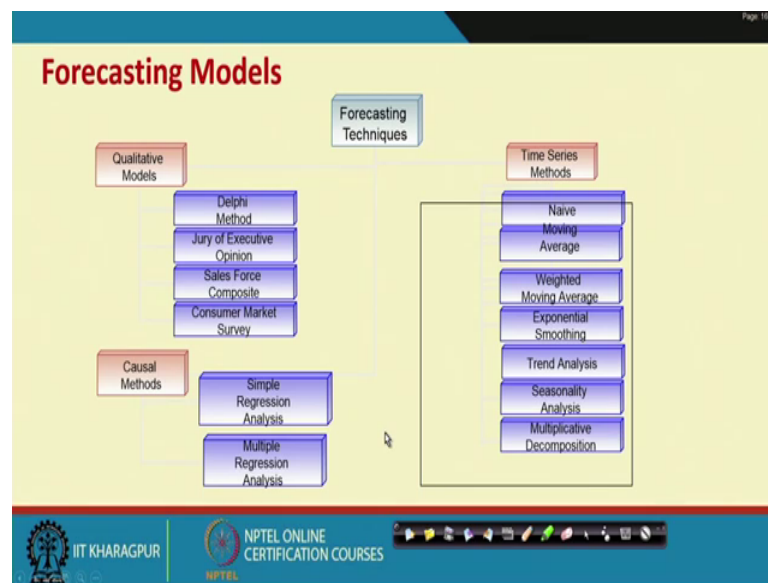 Page: 16
Forecasting Models
Forecasting
Techniques
Qualitative
Models
Delphi
Method
Jury of Executive
Opinion
Sales Force
Composite
Consumer Market
Survey
Causal
Methods
Simple
Regression
Analysis
Multiple
Regression
Analysis
Time Series
Methods
Naive
Moving
Average
Weighted
Moving Average
Exponential
Smoothing
Trend Analysis
Seasonality
Analysis
Multiplicative
Decomposition
IIT KHARAGPUR
NPTEL
NPTEL ONLINE
CERTIFICATION COURSES